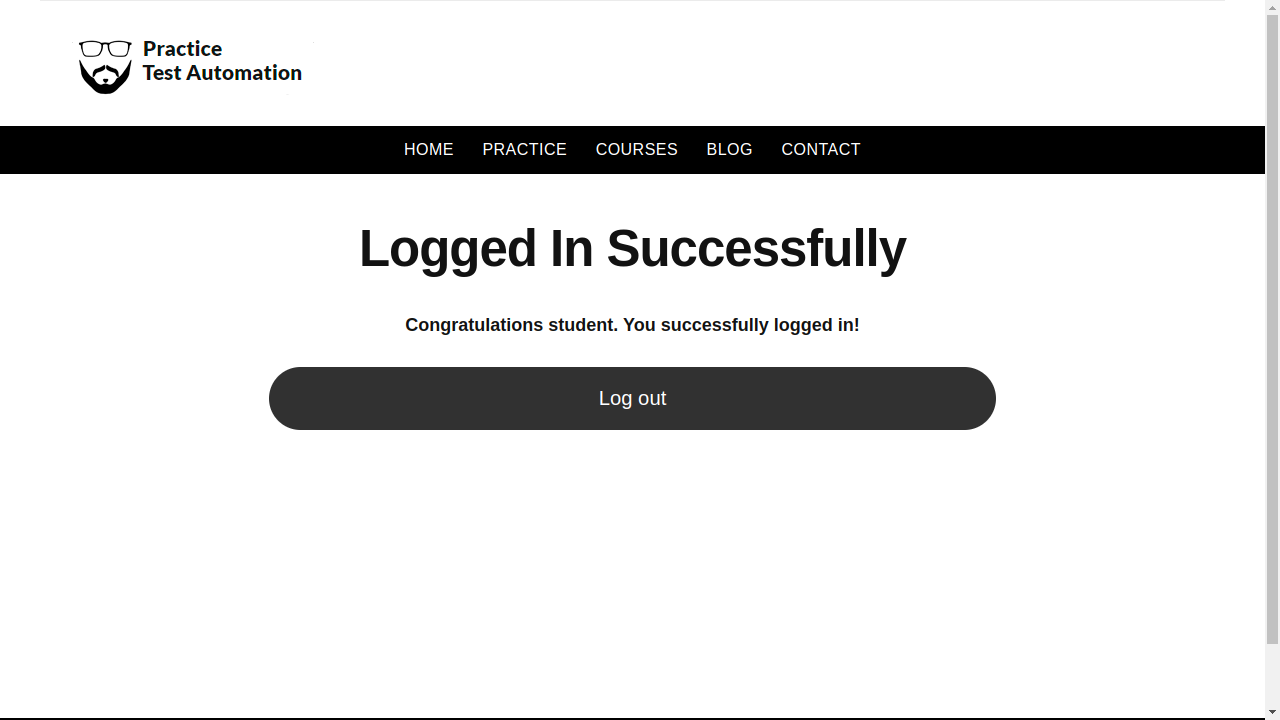 Practice
Test Automation
HOME PRACTICE COURSES BLOG CONTACT
Logged In Successfully
Congratulations student. You successfully logged in!
Log out